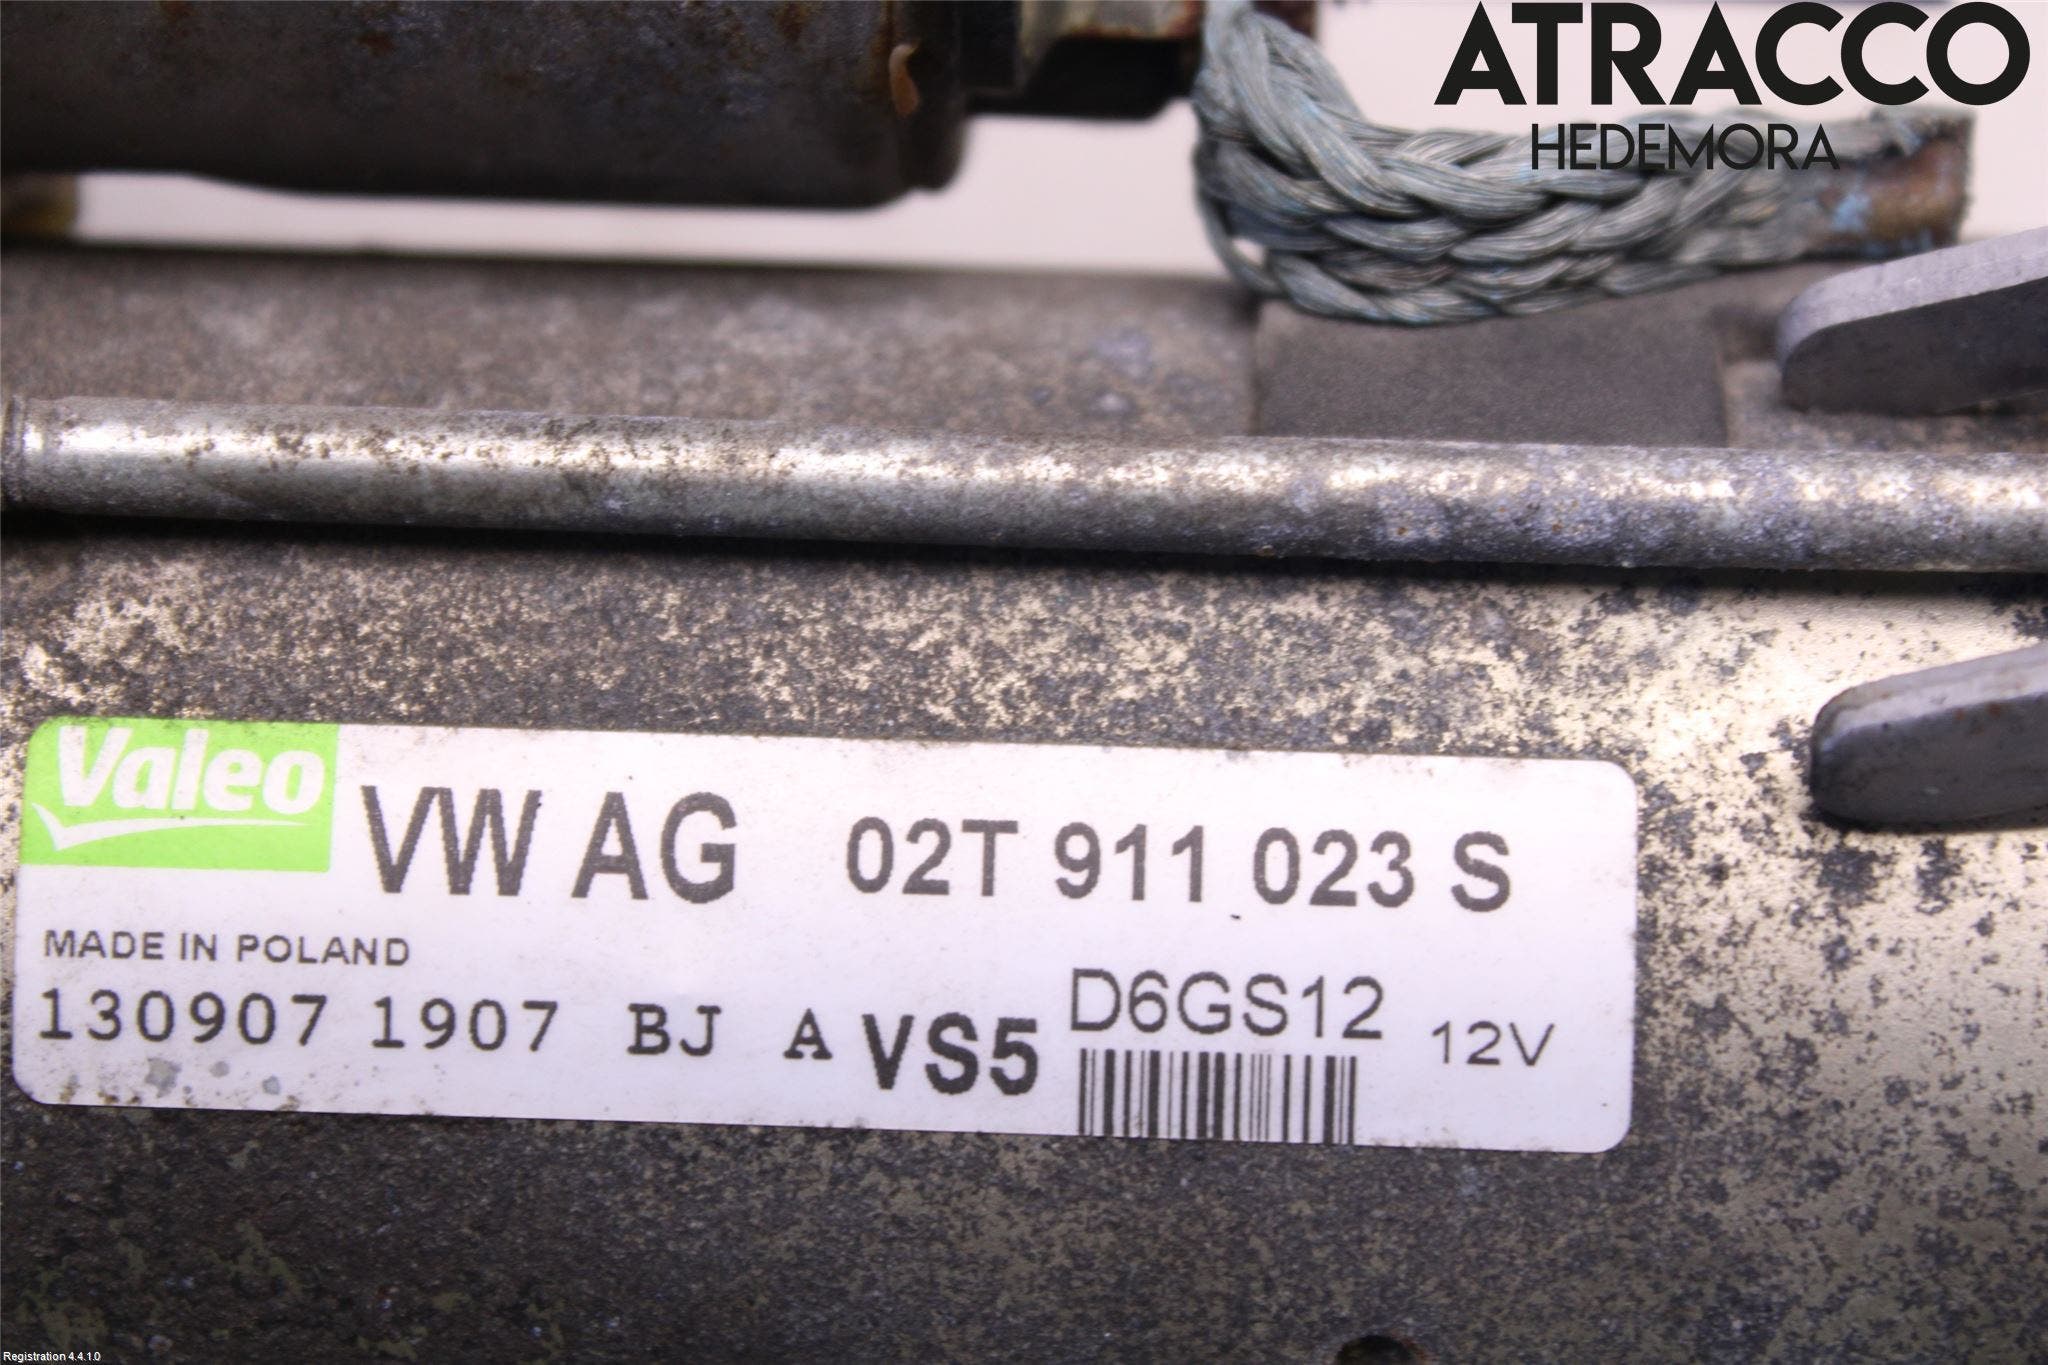 ATRACCO
HEDEMORA
Valeo VW AG 02T 911 023 S
MADE IN POLAND
130907 1907 BJ A VS5 D6GS12 12V
Registration 4.4.1.0